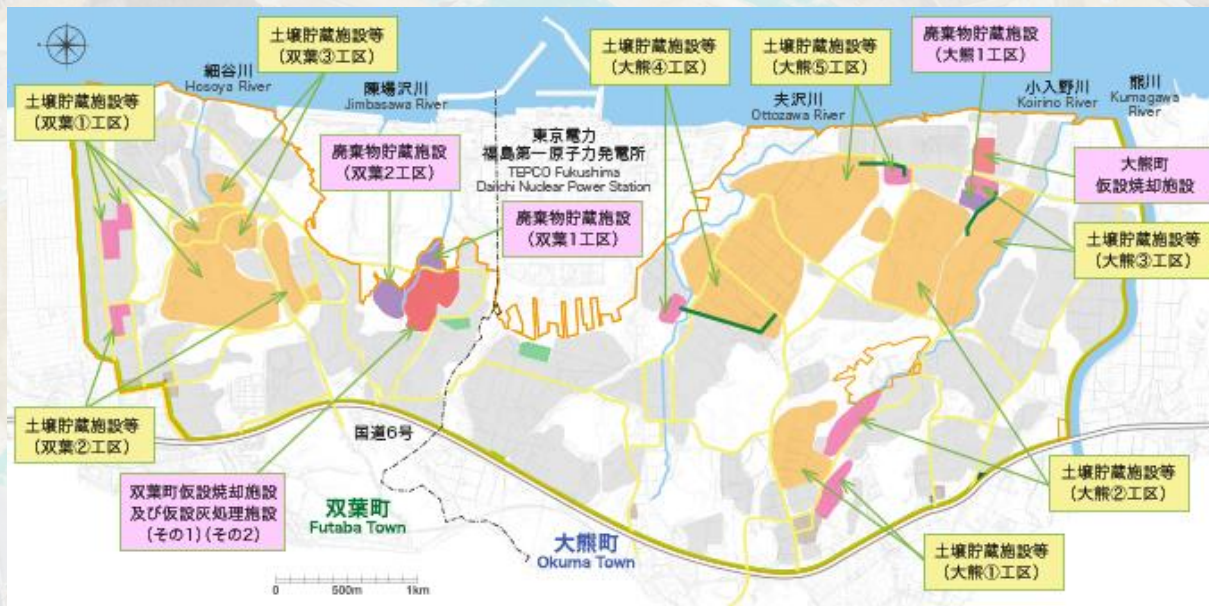 土壌貯蔵施設等
(双葉③工区)
細谷川
Hosoya River
陳場沢川
Jimbasawa River
土壌貯蔵施設等
(双葉①工区)
廃棄物貯蔵施設
(双葉2工区)
東京電力
福島第一原子力発電所
TEPCO Fukushima
Daiichi Nuclear Power Station
廃棄物貯蔵施設
(双葉1工区)
土壌貯蔵施設等
(大熊④工区)
土壌貯蔵施設等
(大熊⑤工区)
夫沢川
Ottozawa River
廃棄物貯蔵施設
(大熊1工区)
小入野川
Koirino River
熊川
Kumagawa
River
大熊町
仮設焼却施設
土壌貯蔵施設等
(大熊③工区)
土壌貯蔵施設等
(双葉②工区)
国道6号
双葉町仮設焼却施設
及び仮設灰処理施設
(その1)(その2)
双葉町
Futaba Town
大熊町
Okuma Town
土壌貯蔵施設等
(大熊②工区)
土壌貯蔵施設等
(大熊①工区)
0 500m 1km